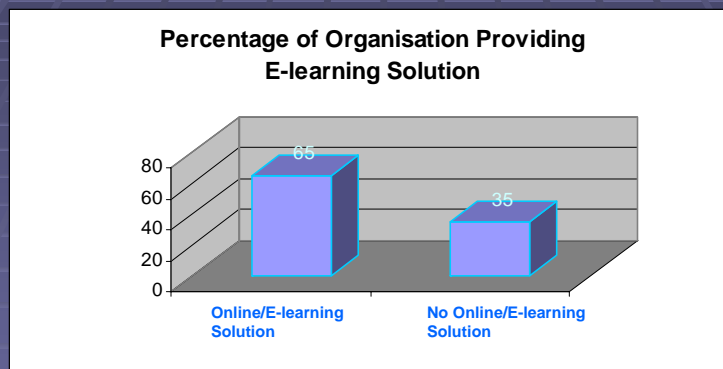 Percentage of Organisation Providing
E-learning Solution
65
35
80
60
40
20
0
Online/E-learning
Solution
No Online/E-learning
Solution